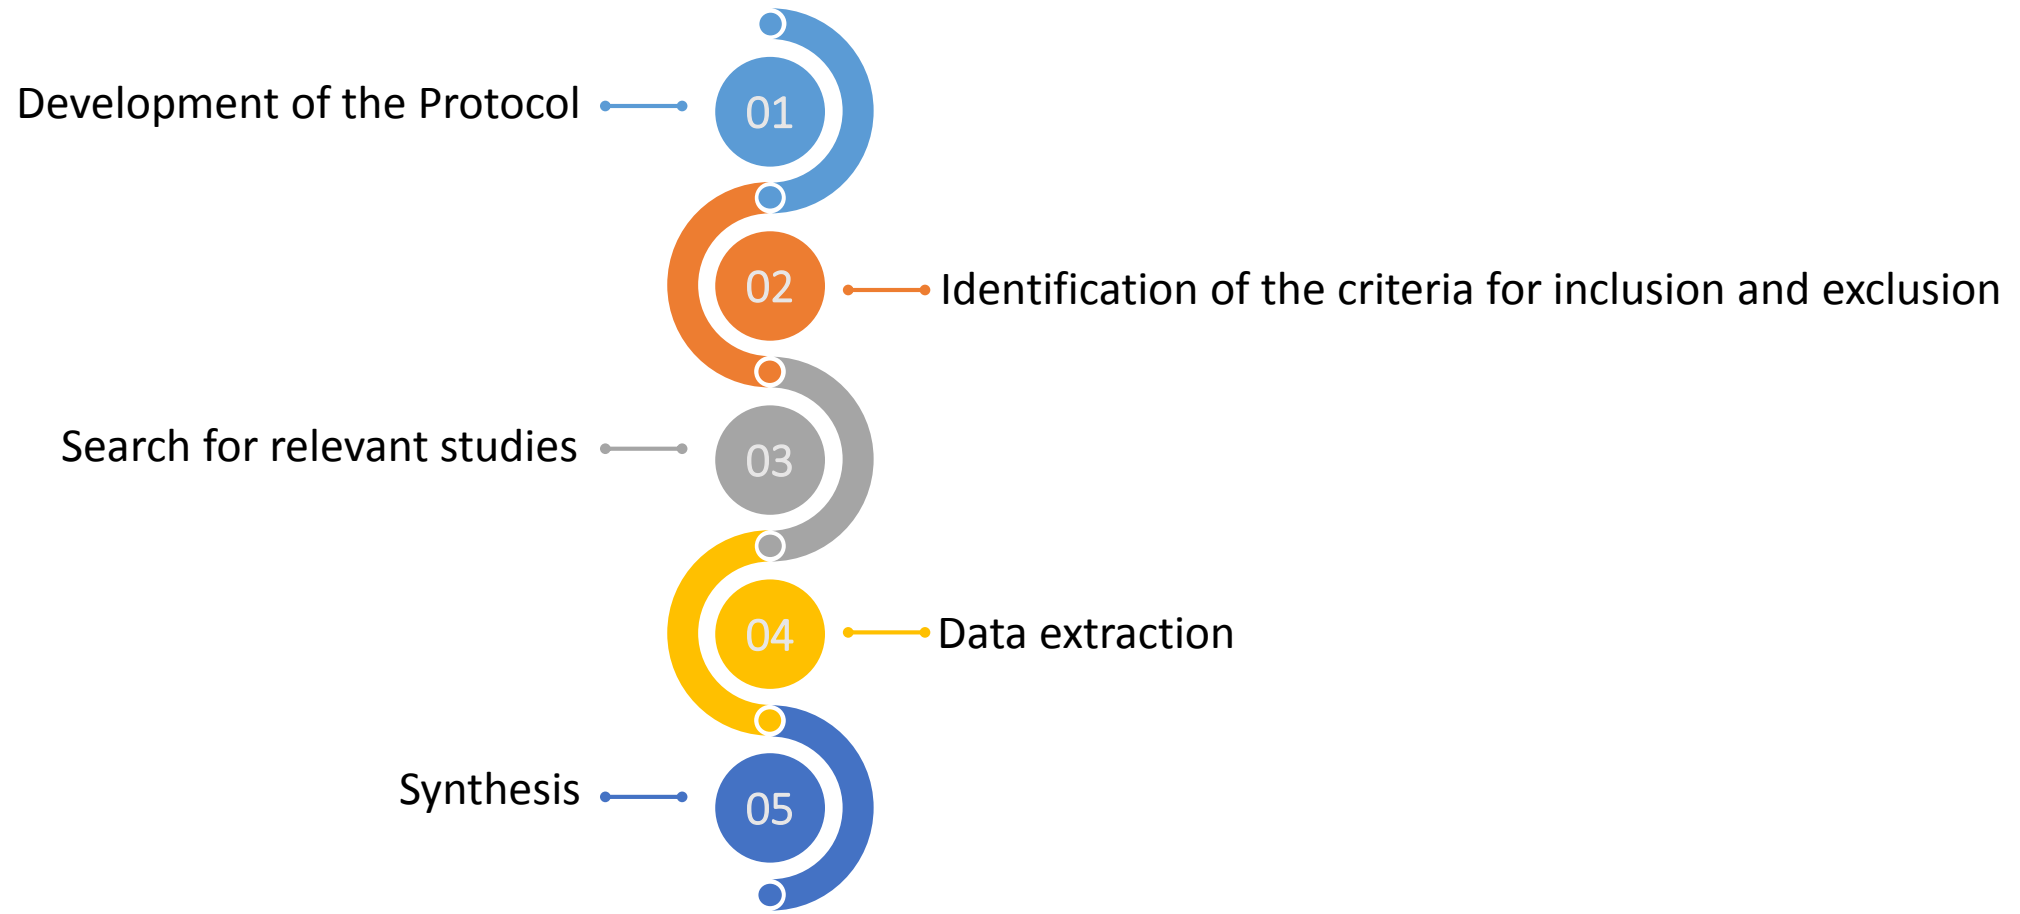 Development of the Protocol
01
02
Identification of the criteria for inclusion and exclusion
Search for relevant studies
03
04
Data extraction
Synthesis
05